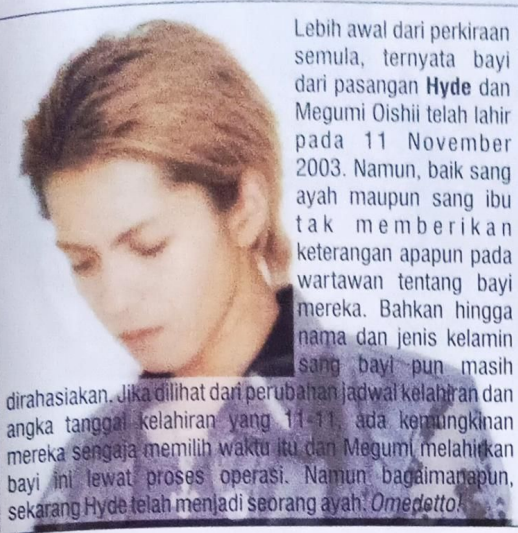 Lebih awal dari perkiraan
semula, ternyata bayi
dari pasangan Hyde dan
Megumi Oishii telah lahir
pada 11 November
2003. Namun, baik sang
ayah maupun sang ibu
tak memberikan
keterangan apapun pada
wartawan tentang bayi
mereka. Bahkan hingga
nama dan jenis kelamin
sang bayi pun masih
dirahasiakan. Jika dilihat dari perubahan jadwal kelahiran dan
angka tanggal kelahiran yang 11-11, ada kemungkinan
mereka sengaja memilih waktu itu dan Megumi melahirkan
bayi ini lewat proses operasi. Namun bagaimanapun,
sekarang Hyde telah menjadi seorang ayah. Omedetto!